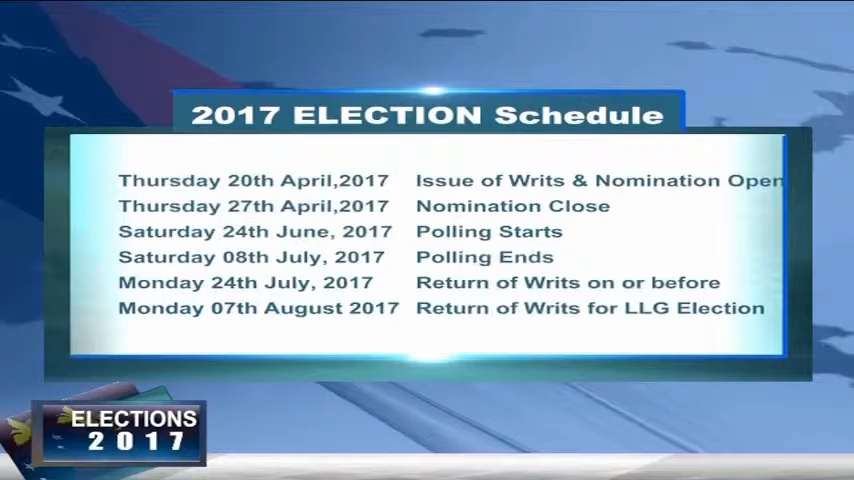 2017 ELECTION Schedule
Thursday 20th April,2017 Issue of Writs & Nomination Open
Thursday 27th April,2017 Nomination Close
Saturday 24th June, 2017 Polling Starts
Saturday 08th July, 2017 Polling Ends
Monday 24th July, 2017 Return of Writs on or before
Monday 07th August 2017 Return of Writs for LLG Election
ELECTIONS
2017